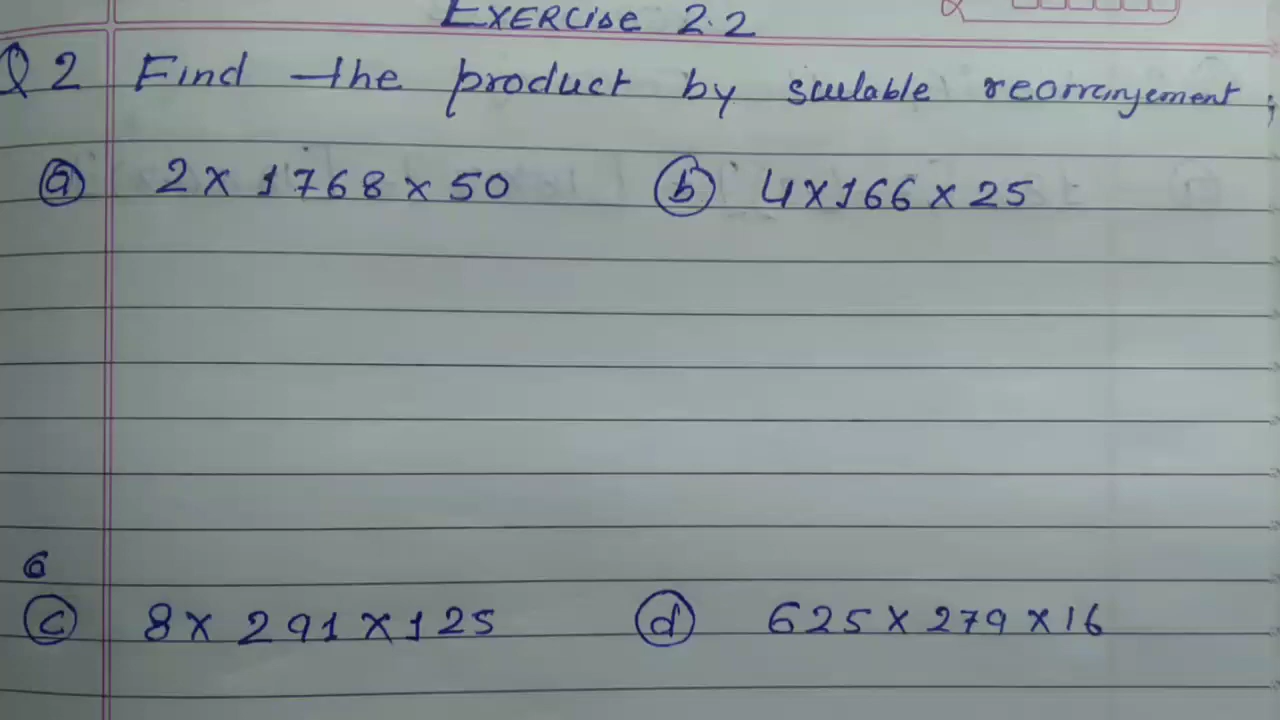 EXERCISE 2.2
Q 2 Find the product by suitable rearrangement;
a 2 × 1768 × 50 b 4 × 166 × 25
6
c 8 × 291 × 125 d 625 × 279 × 16